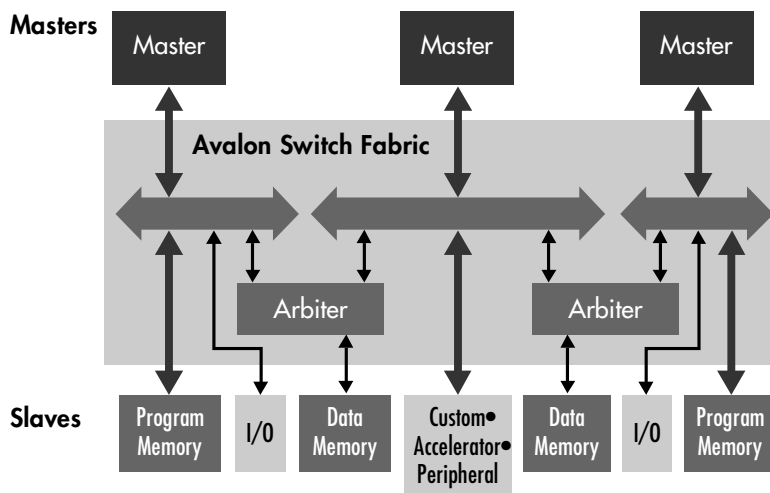 Masters
Master
Master
Master
Avalon Switch Fabric
Arbiter
Arbiter
Slaves
Program
Memory
I/0
Data
Memory
Custom•
Accelerator•
Peripheral
Data
Memory
I/0
Program
Memory